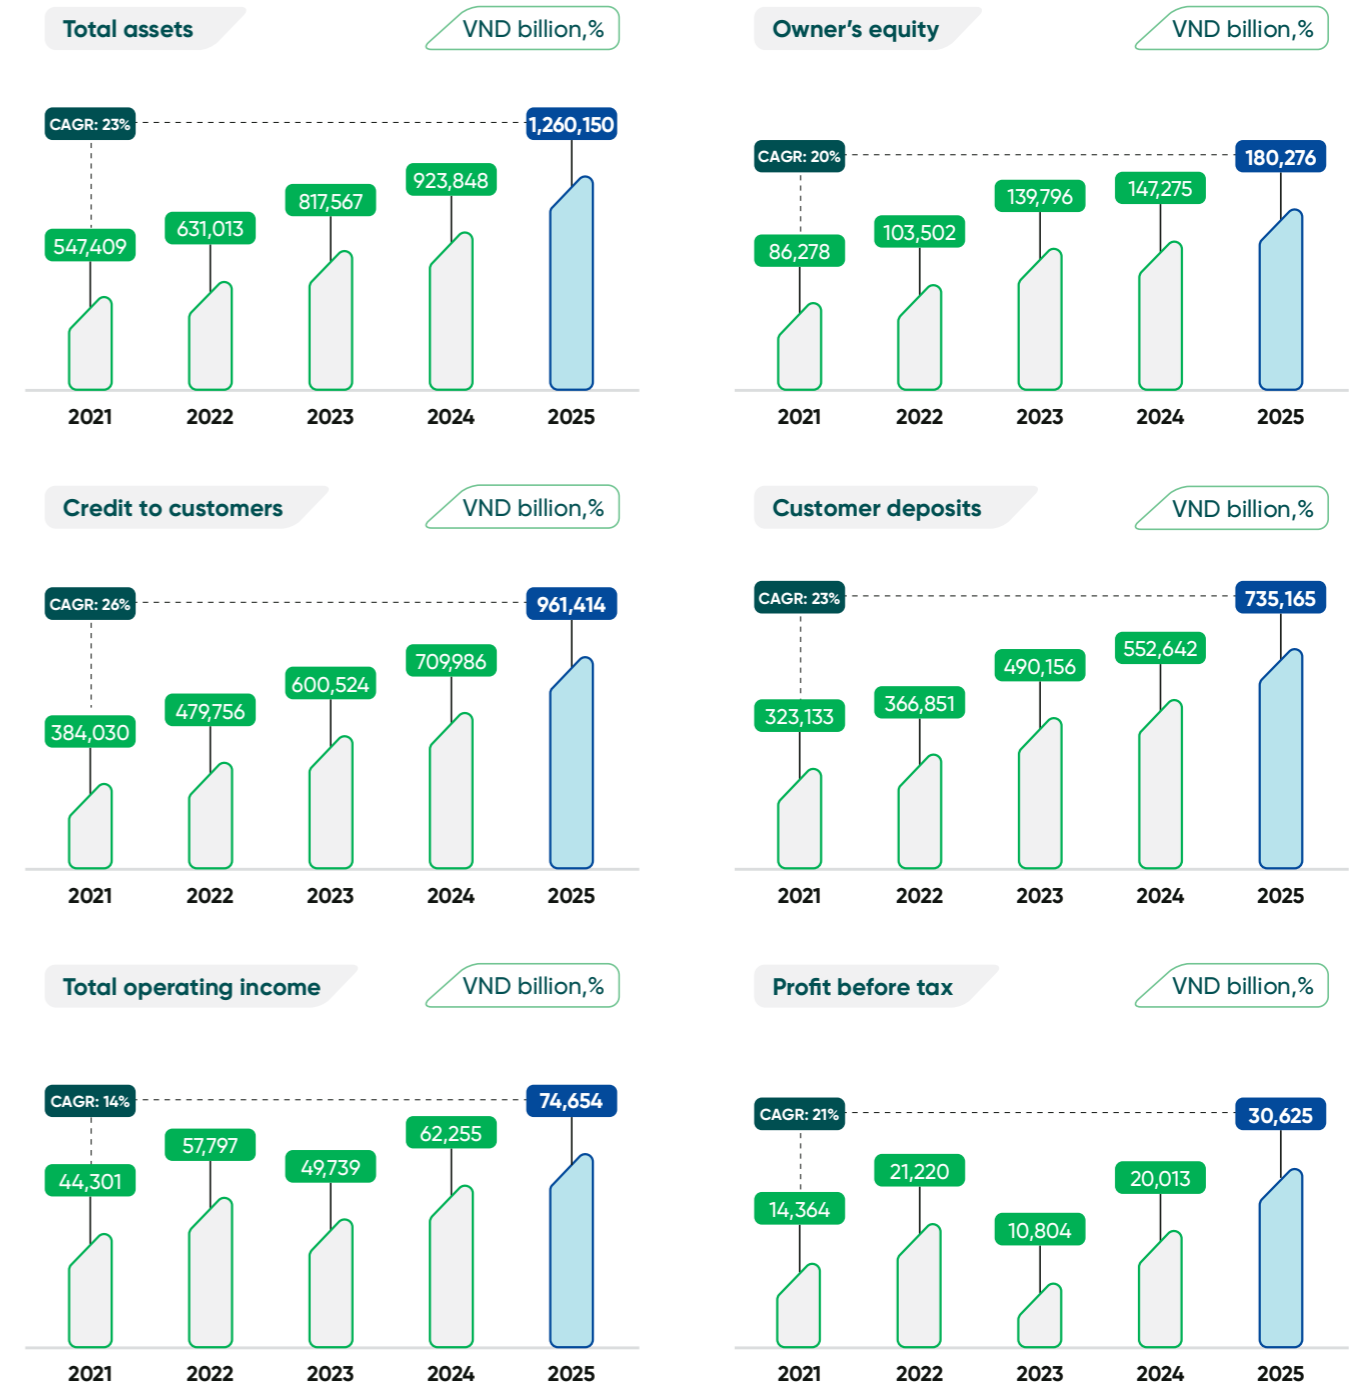 Total assets
VND billion,%
CAGR: 23%
1,260,150
923,848
817,567
631,013
547,409
2021 2022 2023 2024 2025
Owner's equity
VND billion,%
CAGR: 20%
180,276
147,275
139,796
103,502
86,278
2021 2022 2023 2024 2025
Credit to customers
VND billion,%
CAGR: 26%
961,414
709,986
600,524
479,756
384,030
2021 2022 2023 2024 2025
Customer deposits
VND billion,%
CAGR: 23%
735,165
552,642
490,156
366,851
323,133
2021 2022 2023 2024 2025
Total operating income
VND billion,%
CAGR: 14%
74,654
62,255
57,797
49,739
44,301
2021 2022 2023 2024 2025
Profit before tax
VND billion,%
CAGR: 21%
30,625
21,220
20,013
14,364
10,804
2021 2022 2023 2024 2025